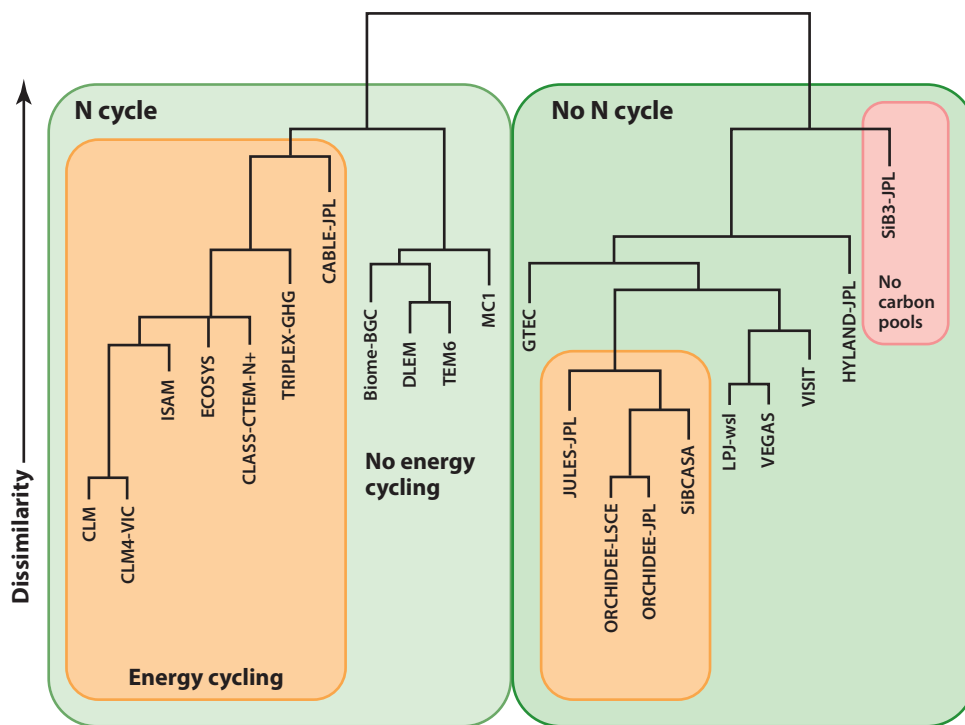 Dissimilarity
N cycle
No N cycle
CLM
CLM4-VIC
ISAM
ECOSYS
CLASS-CTEM-N+
TRIPLEX-GHG
CABLE-JPL
Biome-BGC
DLEM
TEM6
MC1
GTEC
JULES-JPL
ORCHIDEE-LSCE
ORCHIDEE-JPL
SiBCASA
LPJ-wsl
VEGAS
VISIT
HYLAND-JPL
SiB3-JPL
No
carbon
pools
No energy
cycling
Energy cycling